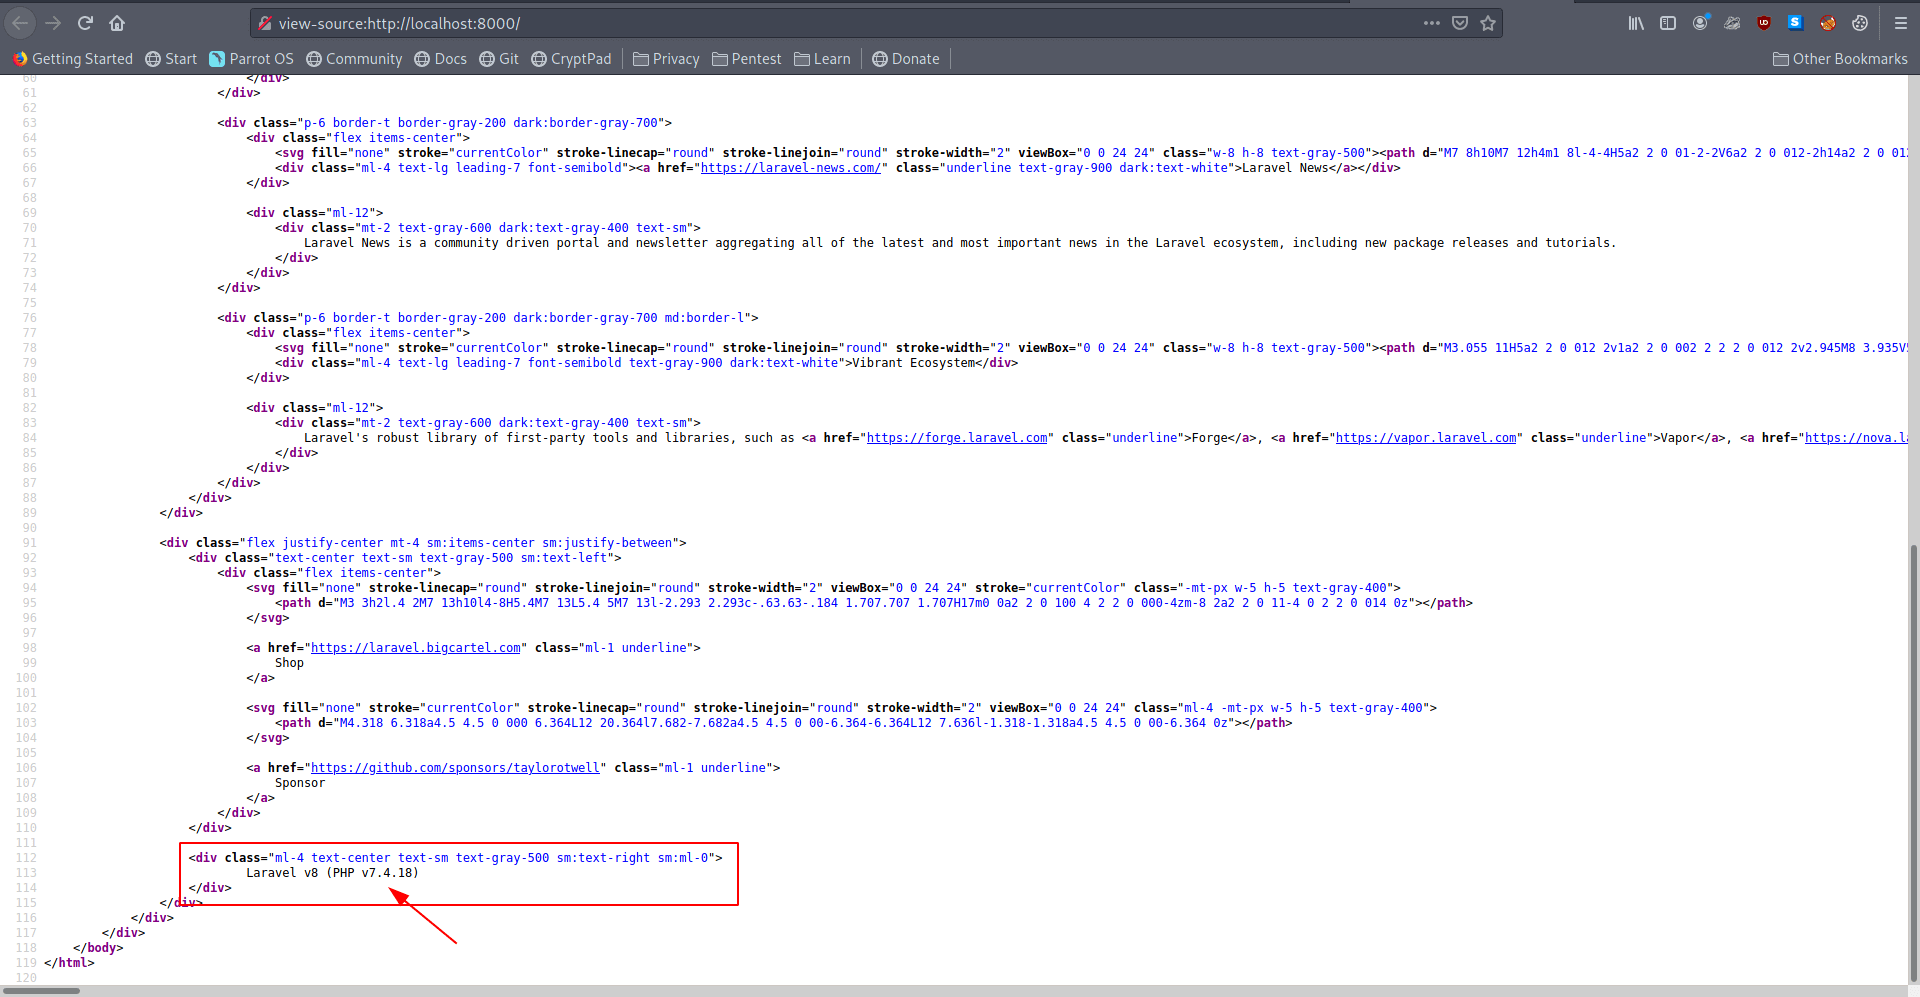 view-source:http://localhost:8000/
Getting Started Start Parrot OS Community Docs Git CryptPad Privacy Pentest Learn Donate Other Bookmarks
60 </div>
61 </div>
62
63 <div class="p-6 border-t border-gray-200 dark:border-gray-700">
64 <div class="flex items-center">
65 <svg fill="none" stroke="currentColor" stroke-linecap="round" stroke-linejoin="round" stroke-width="2" viewBox="0 0 24 24" class="w-8 h-8 text-gray-500"><path d="M7 8h10M7 12h4m1 8l-4-4H5a2 2 0 01-2-2V6a2 2 0 012-2h14a2 2 0 012
66 <div class="ml-4 text-lg leading-7 font-semibold"><a href="https://laravel-news.com/" class="underline text-gray-900 dark:text-white">Laravel News</a></div>
67 </div>
68
69 <div class="ml-12">
70 <div class="mt-2 text-gray-600 dark:text-gray-400 text-sm">
71 Laravel News is a community driven portal and newsletter aggregating all of the latest and most important news in the Laravel ecosystem, including new package releases and tutorials.
72 </div>
73 </div>
74 </div>
75
76 <div class="p-6 border-t border-gray-200 dark:border-gray-700 md:border-l">
77 <div class="flex items-center">
78 <svg fill="none" stroke="currentColor" stroke-linecap="round" stroke-linejoin="round" stroke-width="2" viewBox="0 0 24 24" class="w-8 h-8 text-gray-500"><path d="M3.055 11H5a2 2 0 012 2v1a2 2 0 002 2 2 2 0 012 2v2.945M8 3.935V5
79 <div class="ml-4 text-lg leading-7 font-semibold text-gray-900 dark:text-white">Vibrant Ecosystem</div>
80 </div>
81
82 <div class="ml-12">
83 <div class="mt-2 text-gray-600 dark:text-gray-400 text-sm">
84 Laravel's robust library of first-party tools and libraries, such as <a href="https://forge.laravel.com" class="underline">Forge</a>, <a href="https://vapor.laravel.com" class="underline">Vapor</a>, <a href="https://nova.la
85 </div>
86 </div>
87 </div>
88 </div>
89 </div>
90
91 <div class="flex justify-center mt-4 sm:items-center sm:justify-between">
92 <div class="text-center text-sm text-gray-500 sm:text-left">
93 <div class="flex items-center">
94 <svg fill="none" stroke-linecap="round" stroke-linejoin="round" stroke-width="2" viewBox="0 0 24 24" stroke="currentColor" class="-mt-px w-5 h-5 text-gray-400">
95 <path d="M3 3h2l.4 2M7 13h10l4-8H5.4M7 13L5.4 5M7 13l-2.293 2.293c-.63.63-.184 1.707.707 1.707H17m0 0a2 2 0 100 4 2 2 0 000-4zm-8 2a2 2 0 11-4 0 2 2 0 014 0z"></path>
96 </svg>
97
98 <a href="https://laravel.bigcartel.com" class="ml-1 underline">
99 Shop
100 </a>
101
102 <svg fill="none" stroke="currentColor" stroke-linecap="round" stroke-linejoin="round" stroke-width="2" viewBox="0 0 24 24" class="ml-4 -mt-px w-5 h-5 text-gray-400">
103 <path d="M4.318 6.318a4.5 4.5 0 000 6.364L12 20.364l7.682-7.682a4.5 4.5 0 00-6.364-6.364L12 7.636l-1.318-1.318a4.5 4.5 0 00-6.364 0z"></path>
104 </svg>
105
106 <a href="https://github.com/sponsors/taylorotwell" class="ml-1 underline">
107 Sponsor
108 </a>
109 </div>
110 </div>
111
112 <div class="ml-4 text-center text-sm text-gray-500 sm:text-right sm:ml-0">
113 Laravel v8 (PHP v7.4.18)
114 </div>
115 </div>
116 </div>
117 </div>
118 </body>
119 </html>
120